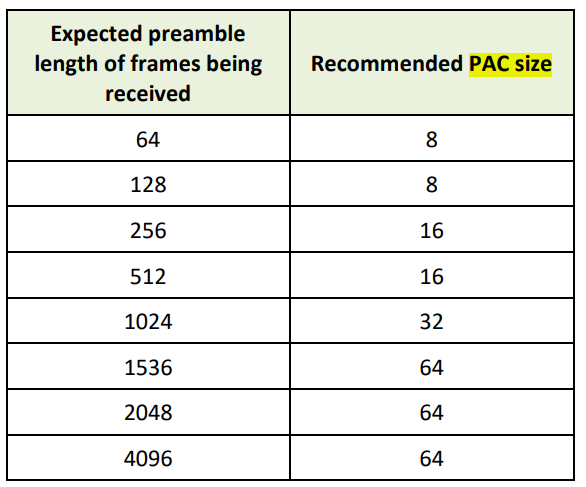 Expected preamble
length of frames being
received
Recommended PAC size
64 8
128 8
256 16
512 16
1024 32
1536 64
2048 64
4096 64